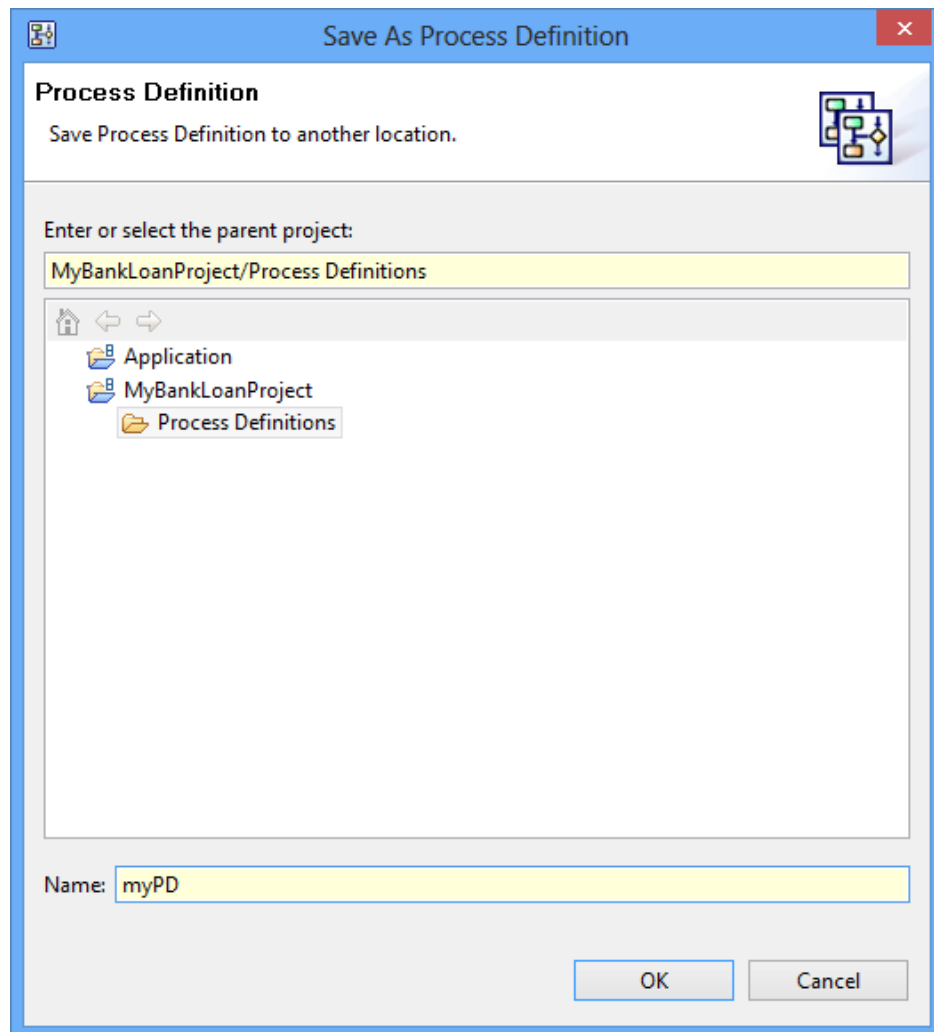 Save As Process Definition
Process Definition
Save Process Definition to another location.
Enter or select the parent project:
MyBankLoanProject/Process Definitions
Application
MyBankLoanProject
Process Definitions
Name: myPD
OK Cancel